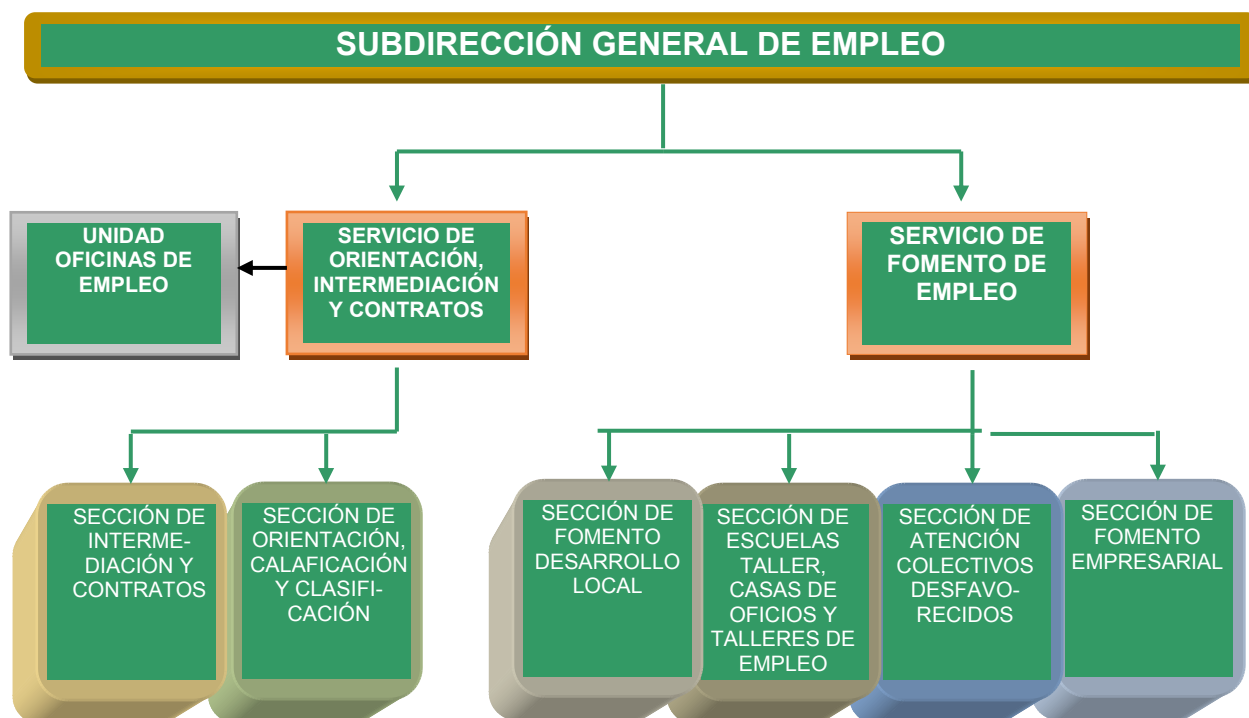 SUBDIRECCIÓN GENERAL DE EMPLEO
UNIDAD
OFICINAS DE
EMPLEO
SERVICIO DE
ORIENTACIÓN,
INTERMEDIACIÓN
Y CONTRATOS
SERVICIO DE
FOMENTO DE
EMPLEO
SECCIÓN DE
INTERME-
DIACIÓN Y
CONTRATOS
SECCIÓN DE
ORIENTACIÓN,
CALAFICACIÓN
Y CLASIFI-
CACIÓN
SECCIÓN DE
FOMENTO
DESARROLLO
LOCAL
SECCIÓN DE
ESCUELAS
TALLER,
CASAS DE
OFICIOS Y
TALLERES DE
EMPLEO
SECCIÓN DE
ATENCIÓN
COLECTIVOS
DESFAVO-
RECIDOS
SECCIÓN DE
FOMENTO
EMPRESARIAL